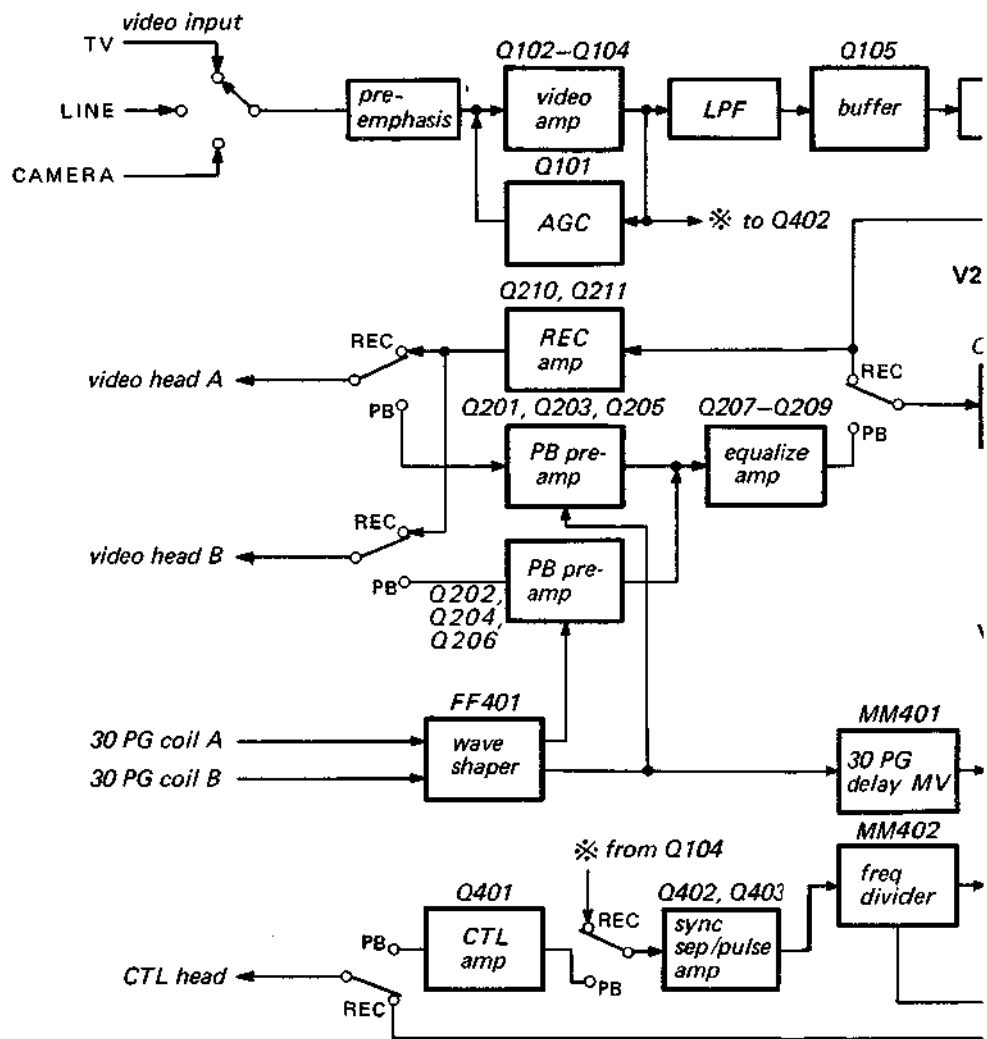 video input
TV
LINE
CAMERA
pre-
emphasis
Q102–Q104
video
amp
LPF
Q105
buffer
Q101
AGC
※ to Q402
V2
Q210, Q211
REC
amp
REC
video head A
PB
REC
PB
Q201, Q203, Q205
PB pre-
amp
Q207–Q209
equalize
amp
REC
video head B
PB
Q202,
Q204,
Q206
PB pre-
amp
FF401
30 PG coil A
30 PG coil B
wave
shaper
MM401
30 PG
delay MV
MM402
freq
divider
※ from Q104
Q401
CTL
amp
PB
REC
PB
Q402, Q403
sync
sep/pulse
amp
CTL head
REC